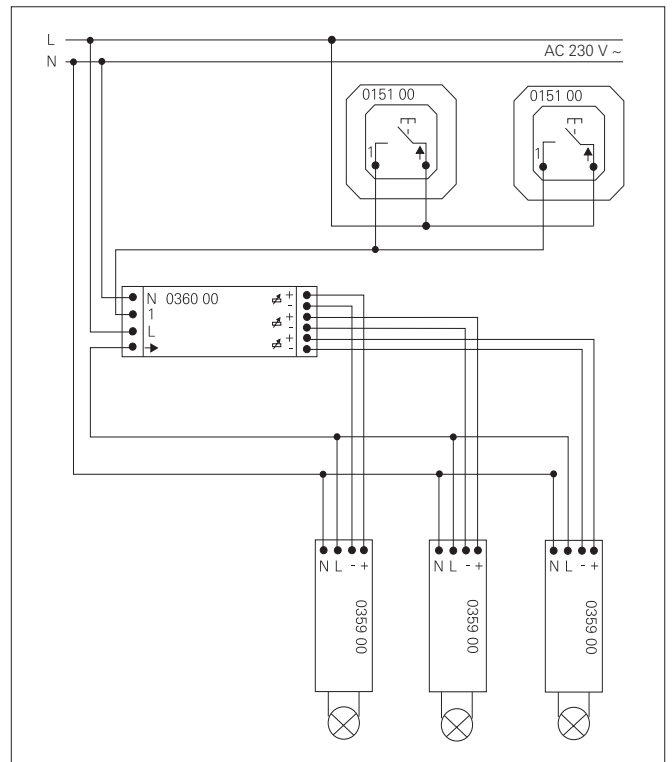 L
AC 230 V ~
N
0151 00
0151 00
1
1
N 0360 00 +
-
1 +
L -
+
-
N L - +
N L - +
N L - +
0359 00
0359 00
0359 00